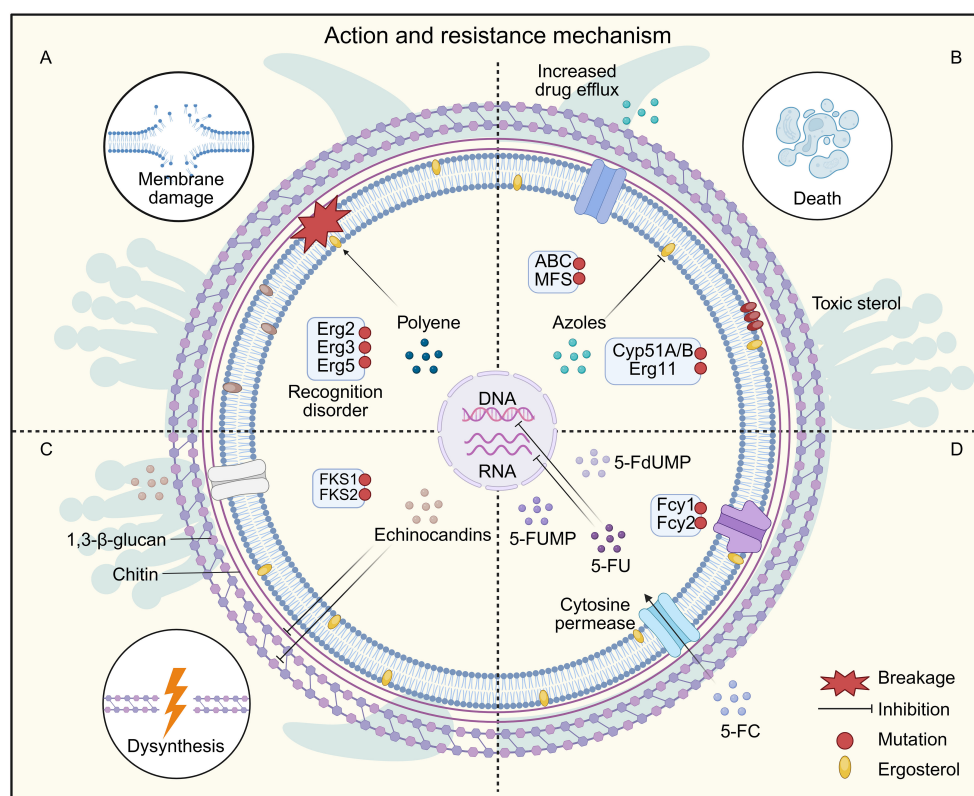 Action and resistance mechanism
A
B
Increased
drug efflux
Membrane
damage
Death
ABC
MFS
Toxic sterol
Erg2
Erg3
Erg5
Polyene
Azoles
Cyp51A/B
Erg11
Recognition
disorder
DNA
RNA
C
D
5-FdUMP
FKS1
FKS2
Fcy1
Fcy2
Echinocandins
5-FUMP
5-FU
1,3-β-glucan
Chitin
Cytosine
permease
Dysynthesis
5-FC
Breakage
Inhibition
Mutation
Ergosterol